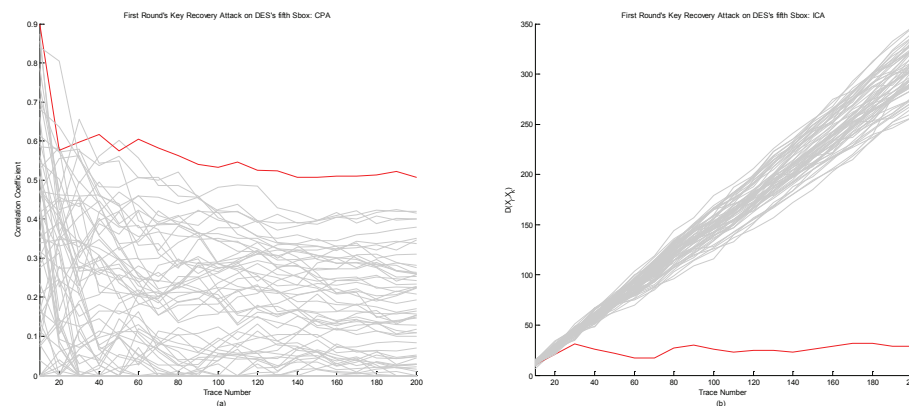 First Round's Key Recovery Attack on DES's fifth Sbox: CPA
0.9
0.8
0.7
0.6
0.5
0.4
0.3
0.2
0.1
0
Correlation Coefficient
20 40 60 80 100 120 140 160 180 200
Trace Number
(a)
First Round's Key Recovery Attack on DES's fifth Sbox: ICA
350
300
250
200
150
100
50
0
20 40 60 80 100 120 140 160 180 200
Trace Number
(b)